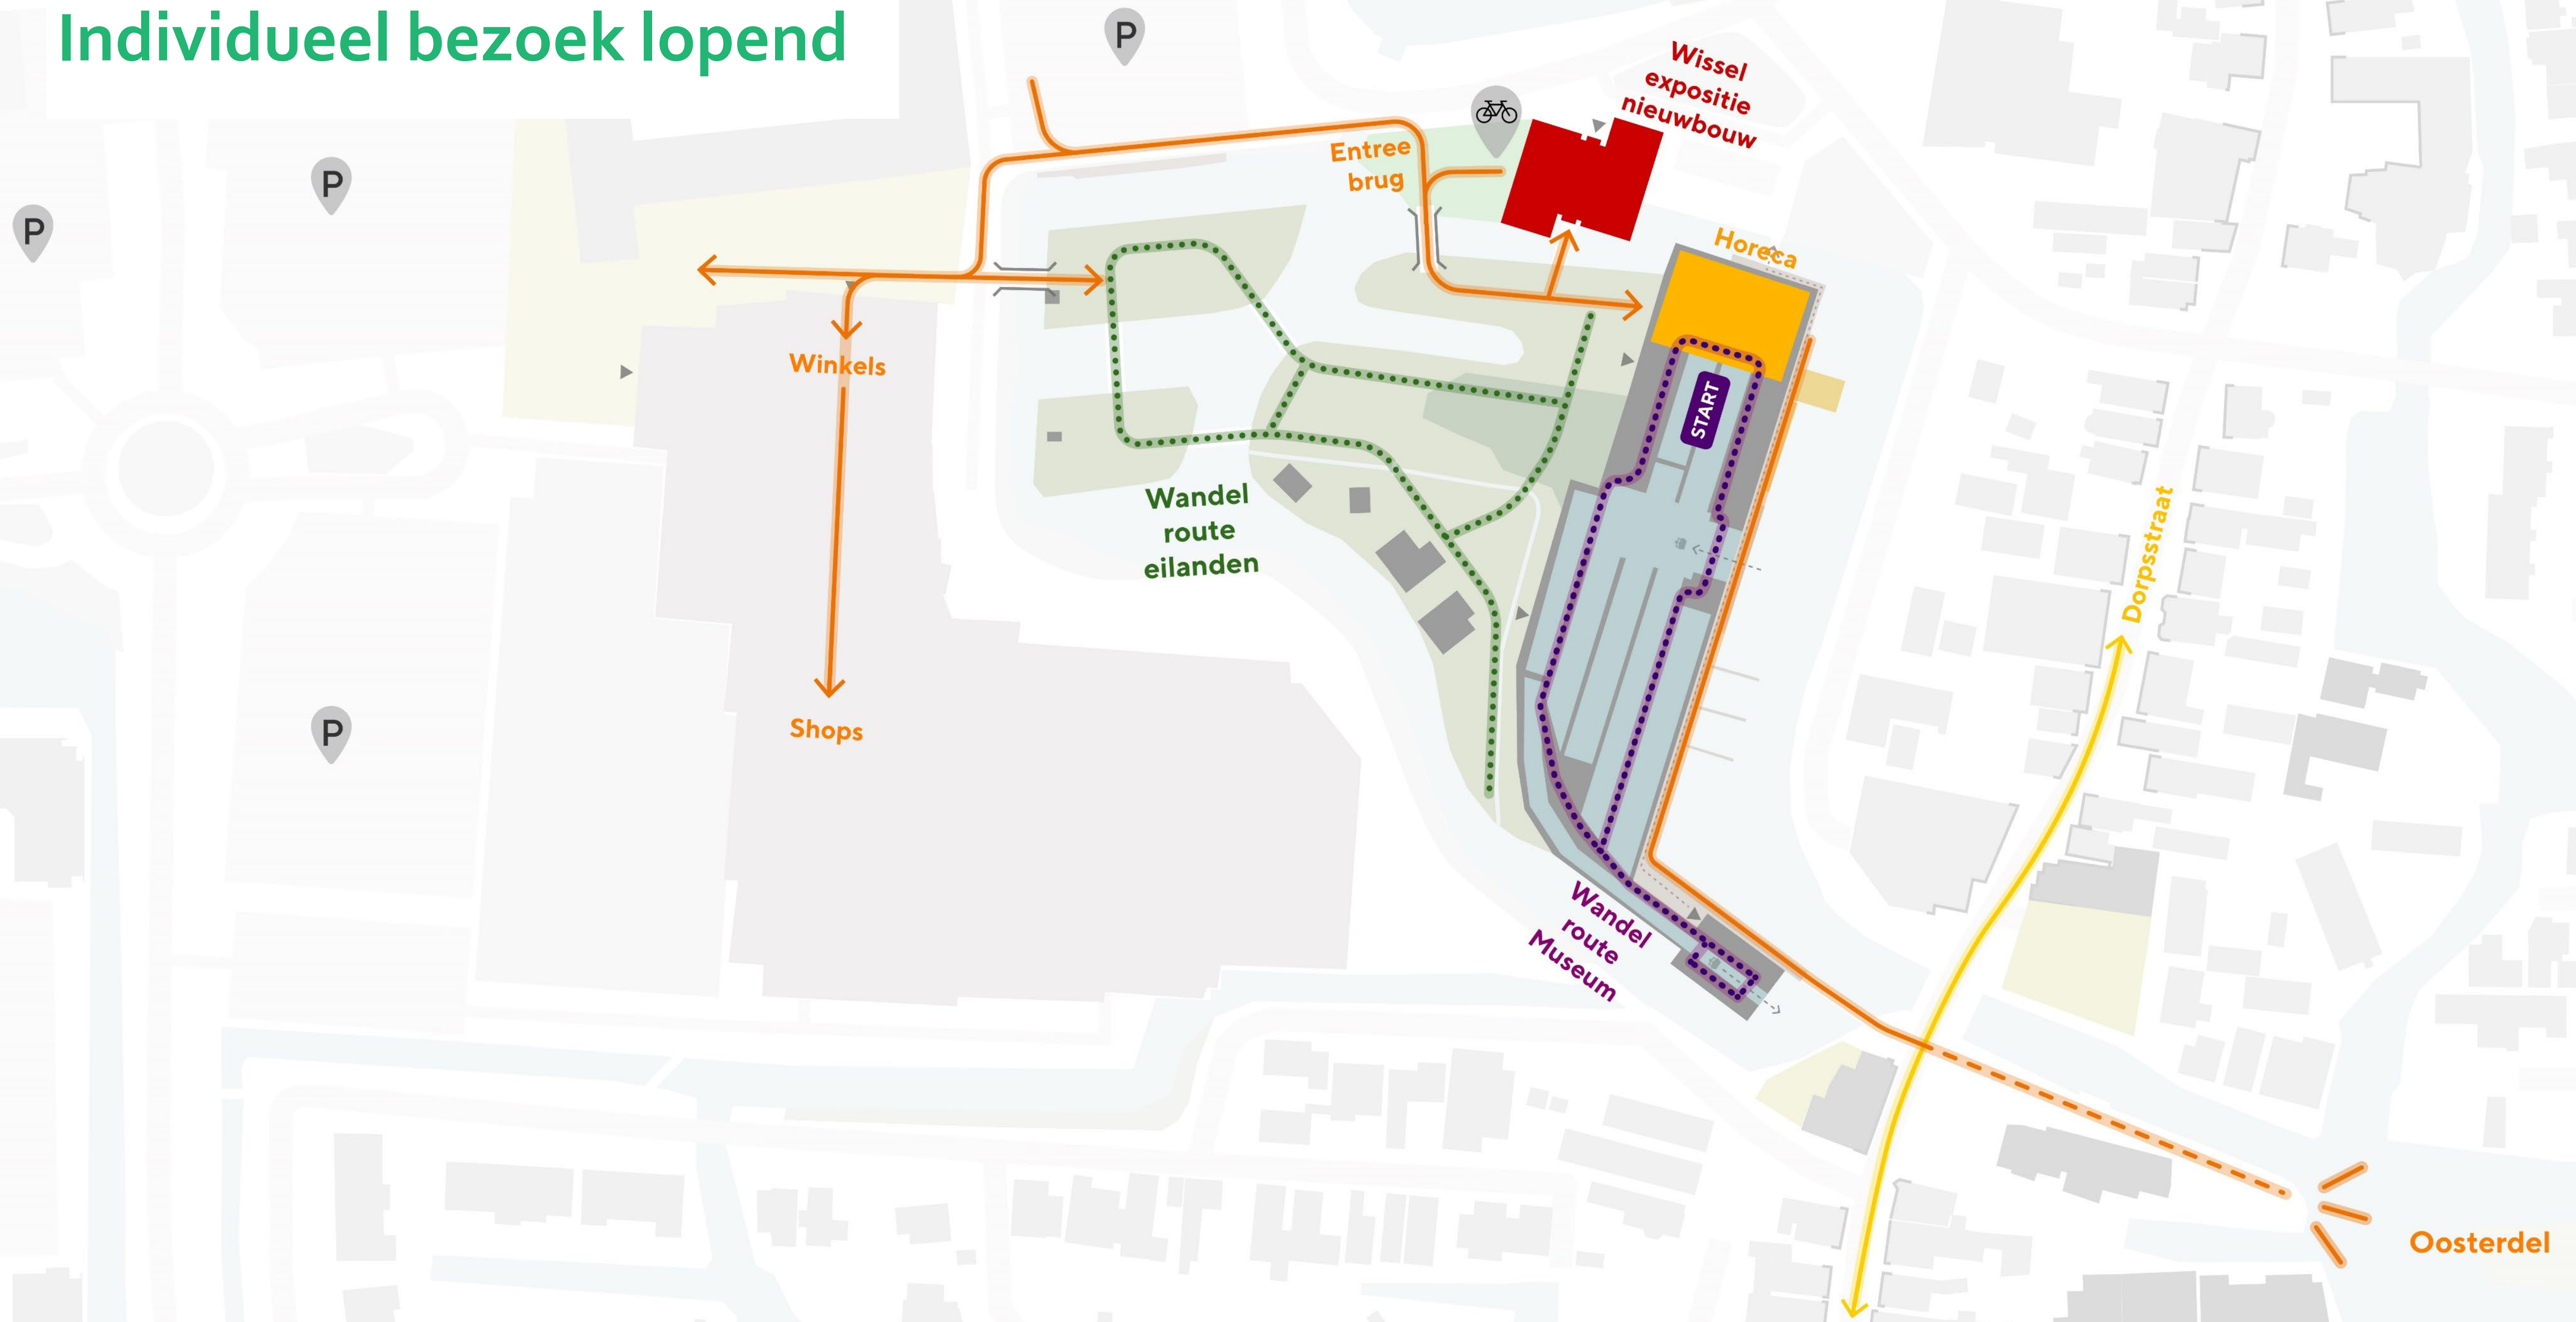 Individueel bezoek lopend
P
P
P
P
Wissel
expositie
nieuwbouw
Entree
brug
Horeca
START
Winkels
Shops
Wandel
route
eilanden
Wandel
route
Museum
Dorpsstraat
Oosterdel